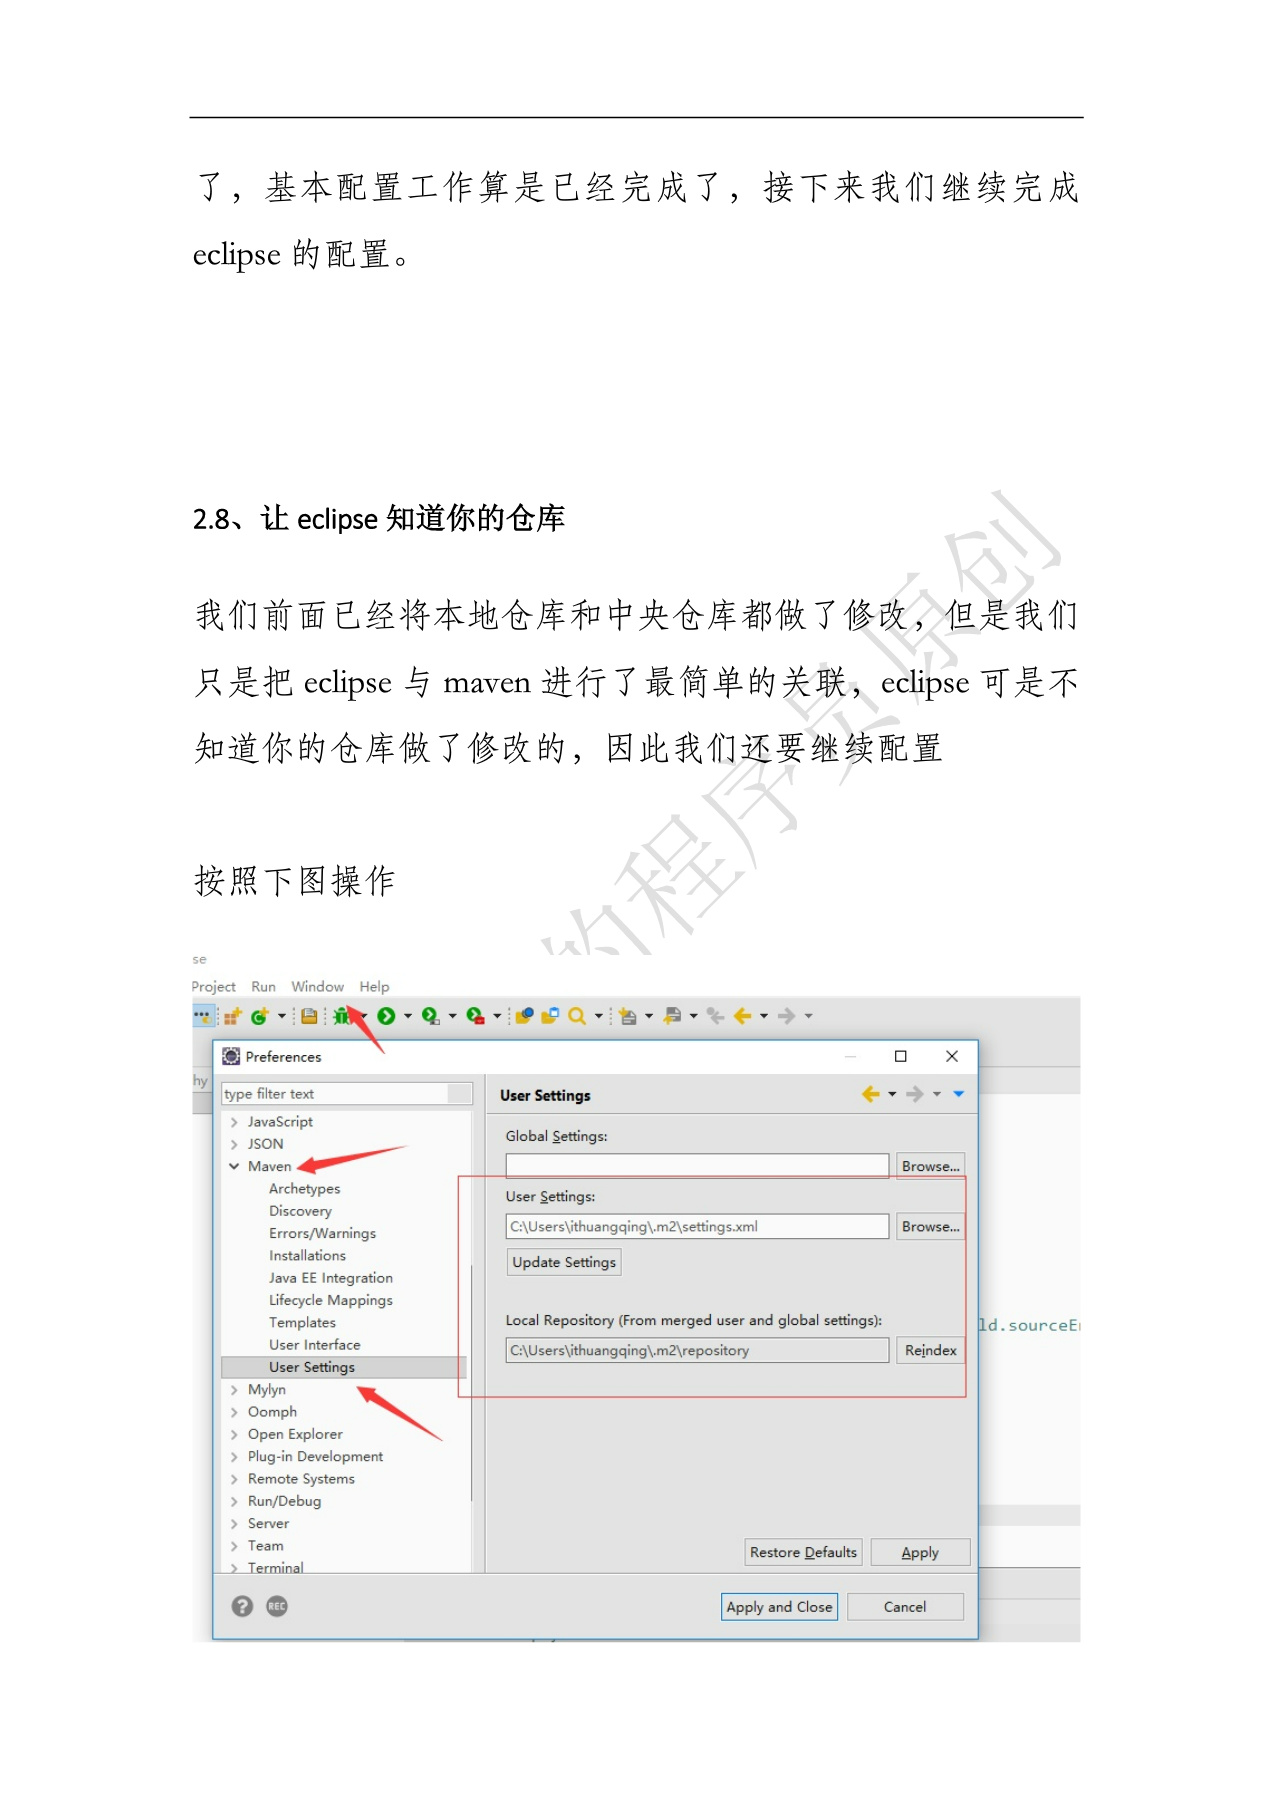 了，基本配置工作算是已经完成了，接下来我们继续完成
eclipse 的配置。
2.8、让 eclipse 知道你的仓库
我们前面已经将本地仓库和中央仓库都做了修改，但是我们
只是把 eclipse 与 maven 进行了最简单的关联，eclipse 可是不
知道你的仓库做了修改的，因此我们还要继续配置
按照下图操作
的程序员原创
se
Project Run Window Help
Preferences
hy
type filter text
User Settings
JavaScript
JSON
Maven
Archetypes
Discovery
Errors/Warnings
Installations
Java EE Integration
Lifecycle Mappings
Templates
User Interface
User Settings
Mylyn
Oomph
Open Explorer
Plug-in Development
Remote Systems
Run/Debug
Server
Team
Terminal
Global Settings:
Browse...
User Settings:
C:\Users\ithuangqing\.m2\settings.xml
Browse...
Update Settings
Local Repository (From merged user and global settings):
C:\Users\ithuangqing\.m2\repository
Reindex
ld.sourceE
Restore Defaults
Apply
REC
Apply and Close
Cancel